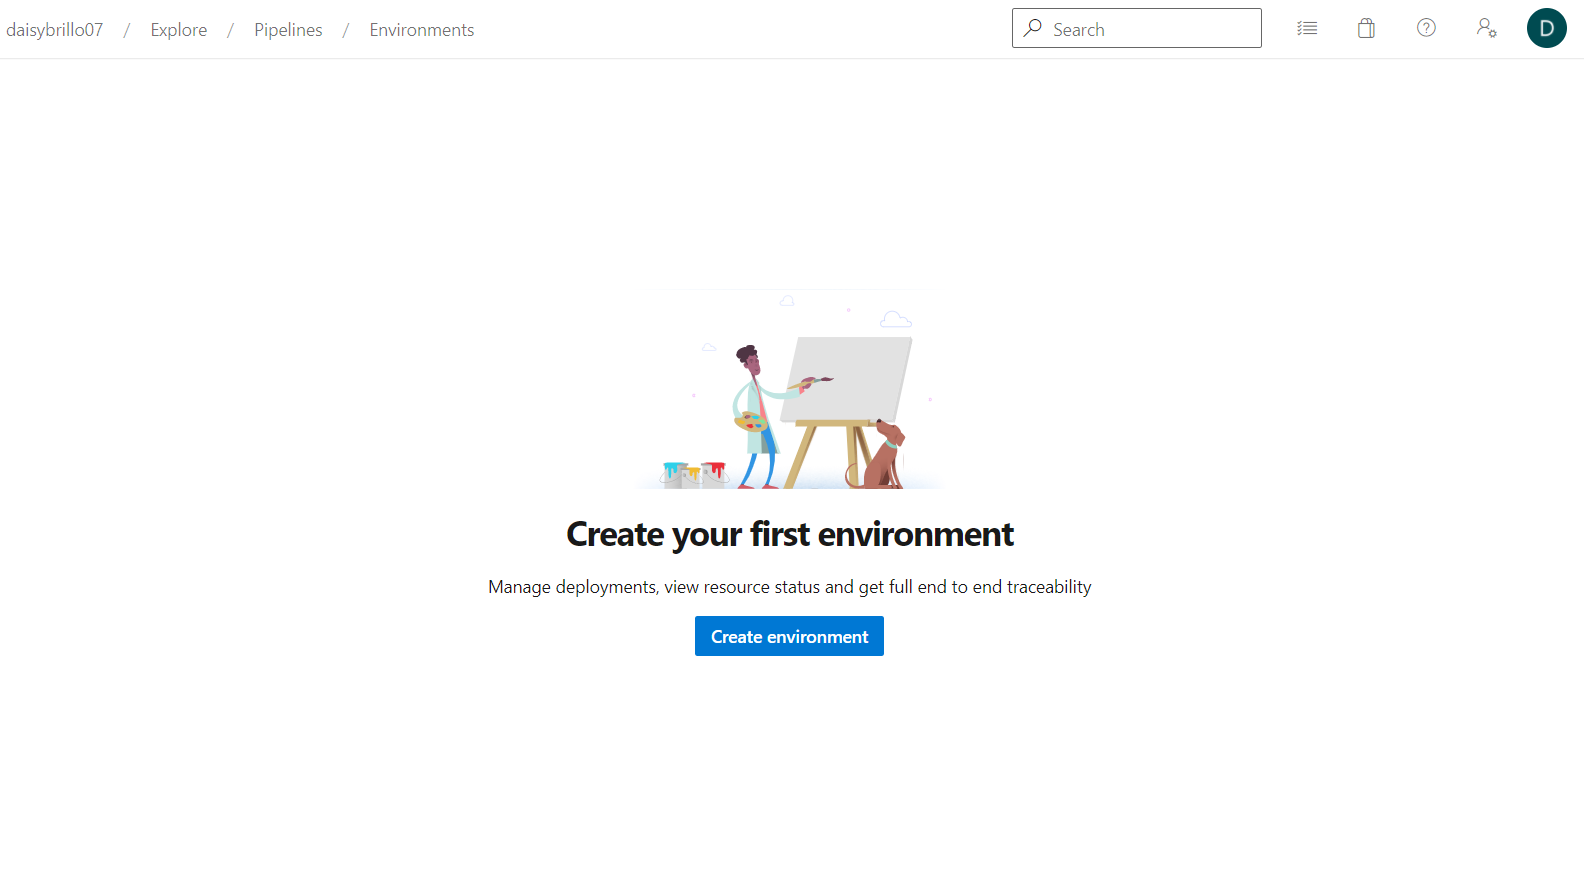 daisybrillo07 / Explore / Pipelines / Environments
Search
D
Create your first environment
Manage deployments, view resource status and get full end to end traceability
Create environment